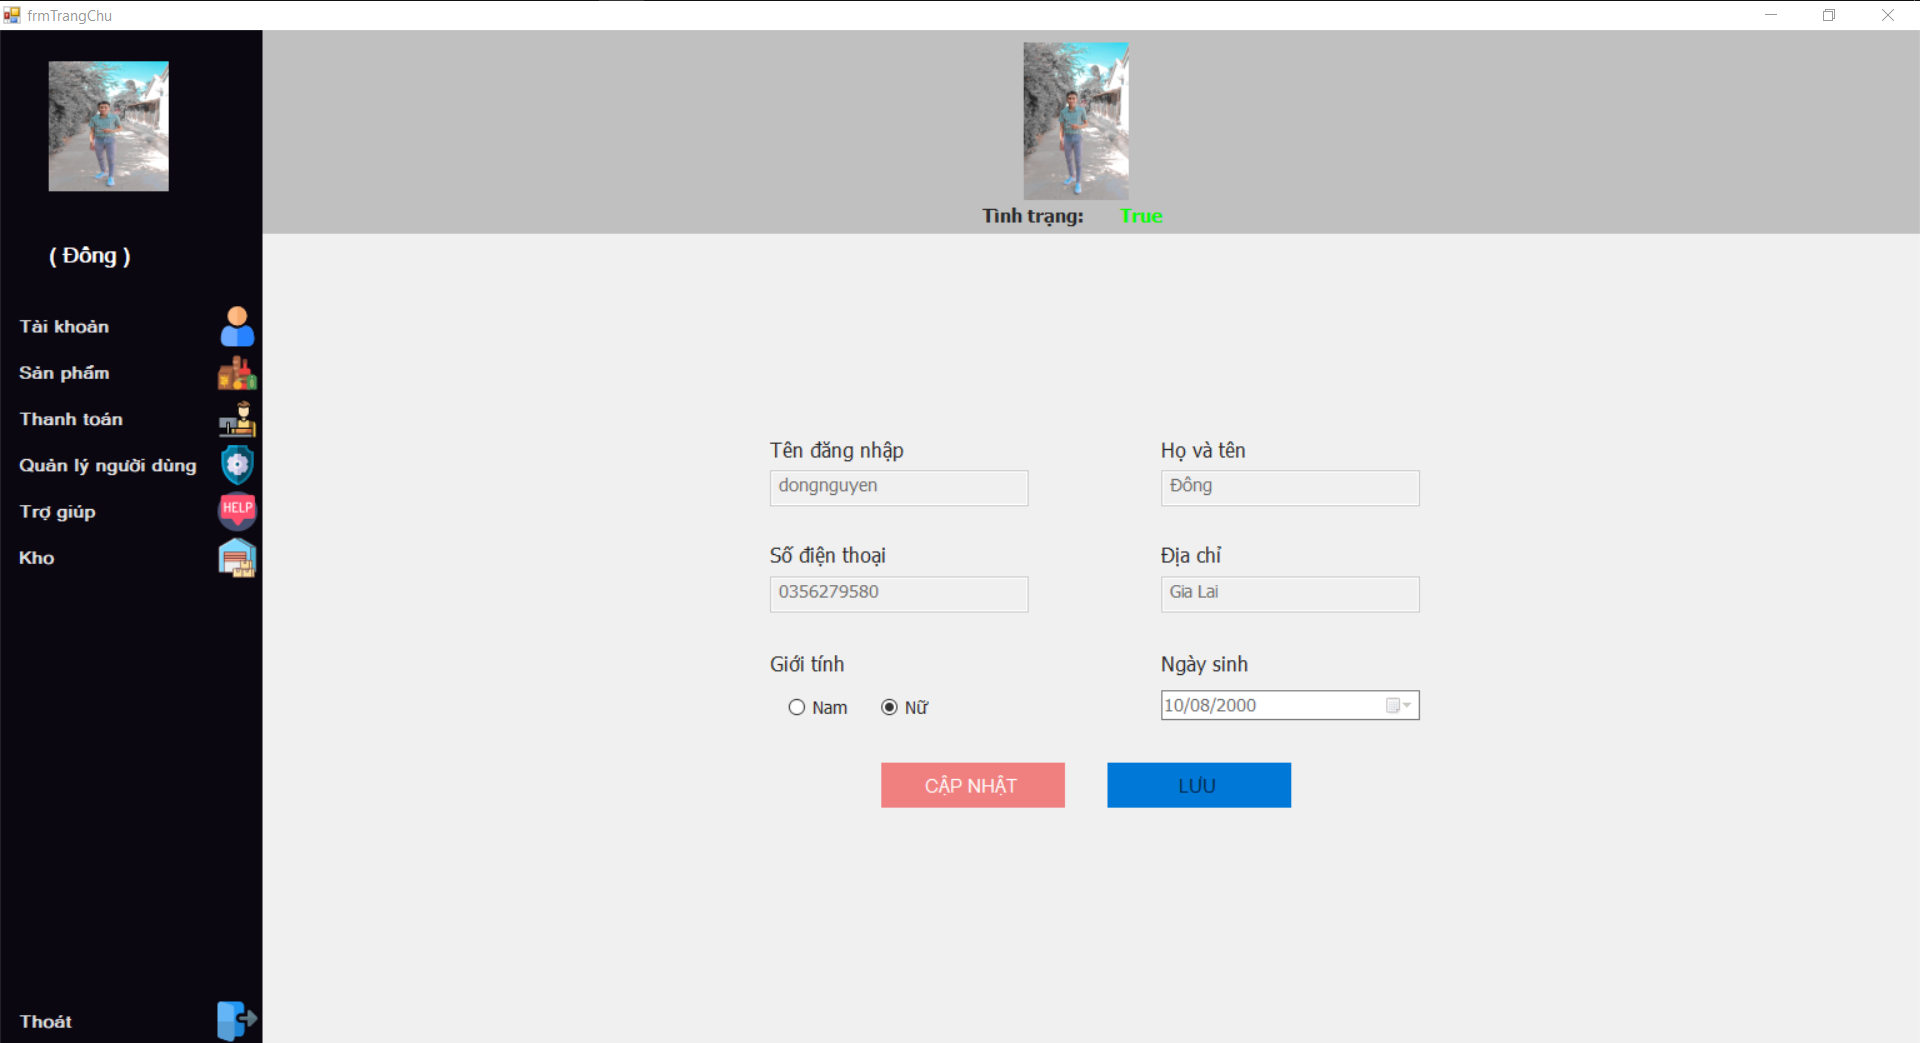 frmTrangChu
( Đông )
Tài khoản
Sản phẩm
Thanh toán
Quản lý người dùng
HELP
Trợ giúp
Kho
Thoát
Tình trạng: True
Tên đăng nhập
Họ và tên
dongnguyen
Đông
Số điện thoại
Địa chỉ
0356279580
Gia Lai
Giới tính
Ngày sinh
Nam Nữ
10/08/2000
CẬP NHẬT
LƯU